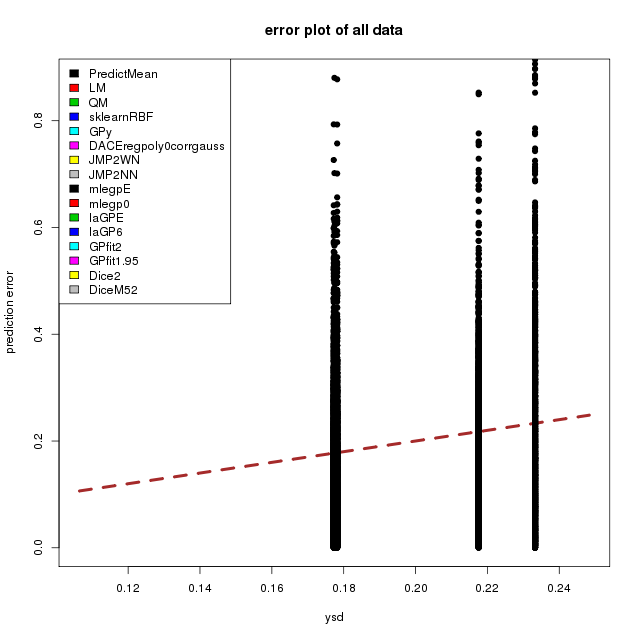 error plot of all data
PredictMean
LM
QM
sklearnRBF
GPy
DACEregpoly0corrgauss
JMP2WN
JMP2NN
mlegpE
mlegp0
laGPE
laGP6
GPfit2
GPfit1.95
Dice2
DiceM52
prediction error
0.8
0.6
0.4
0.2
0.0
0.12 0.14 0.16 0.18 0.20 0.22 0.24
ysd